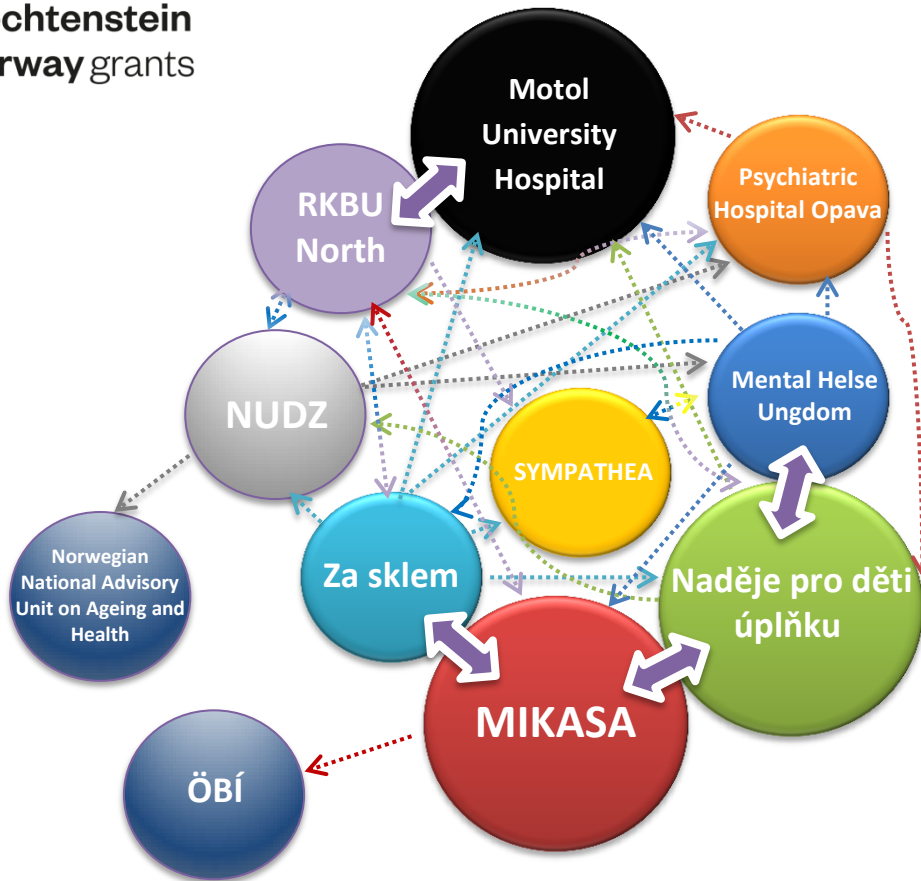 chtenstein
rway grants
Motol
University
Hospital
Psychiatric
Hospital Opava
RKBU
North
Mental Helse
Ungdom
NUDZ
SYMPATHEA
Norwegian
National Advisory
Unit on Ageing and
Health
Za sklem
Naděje pro děti
úplňku
MIKASA
ÖBÍ